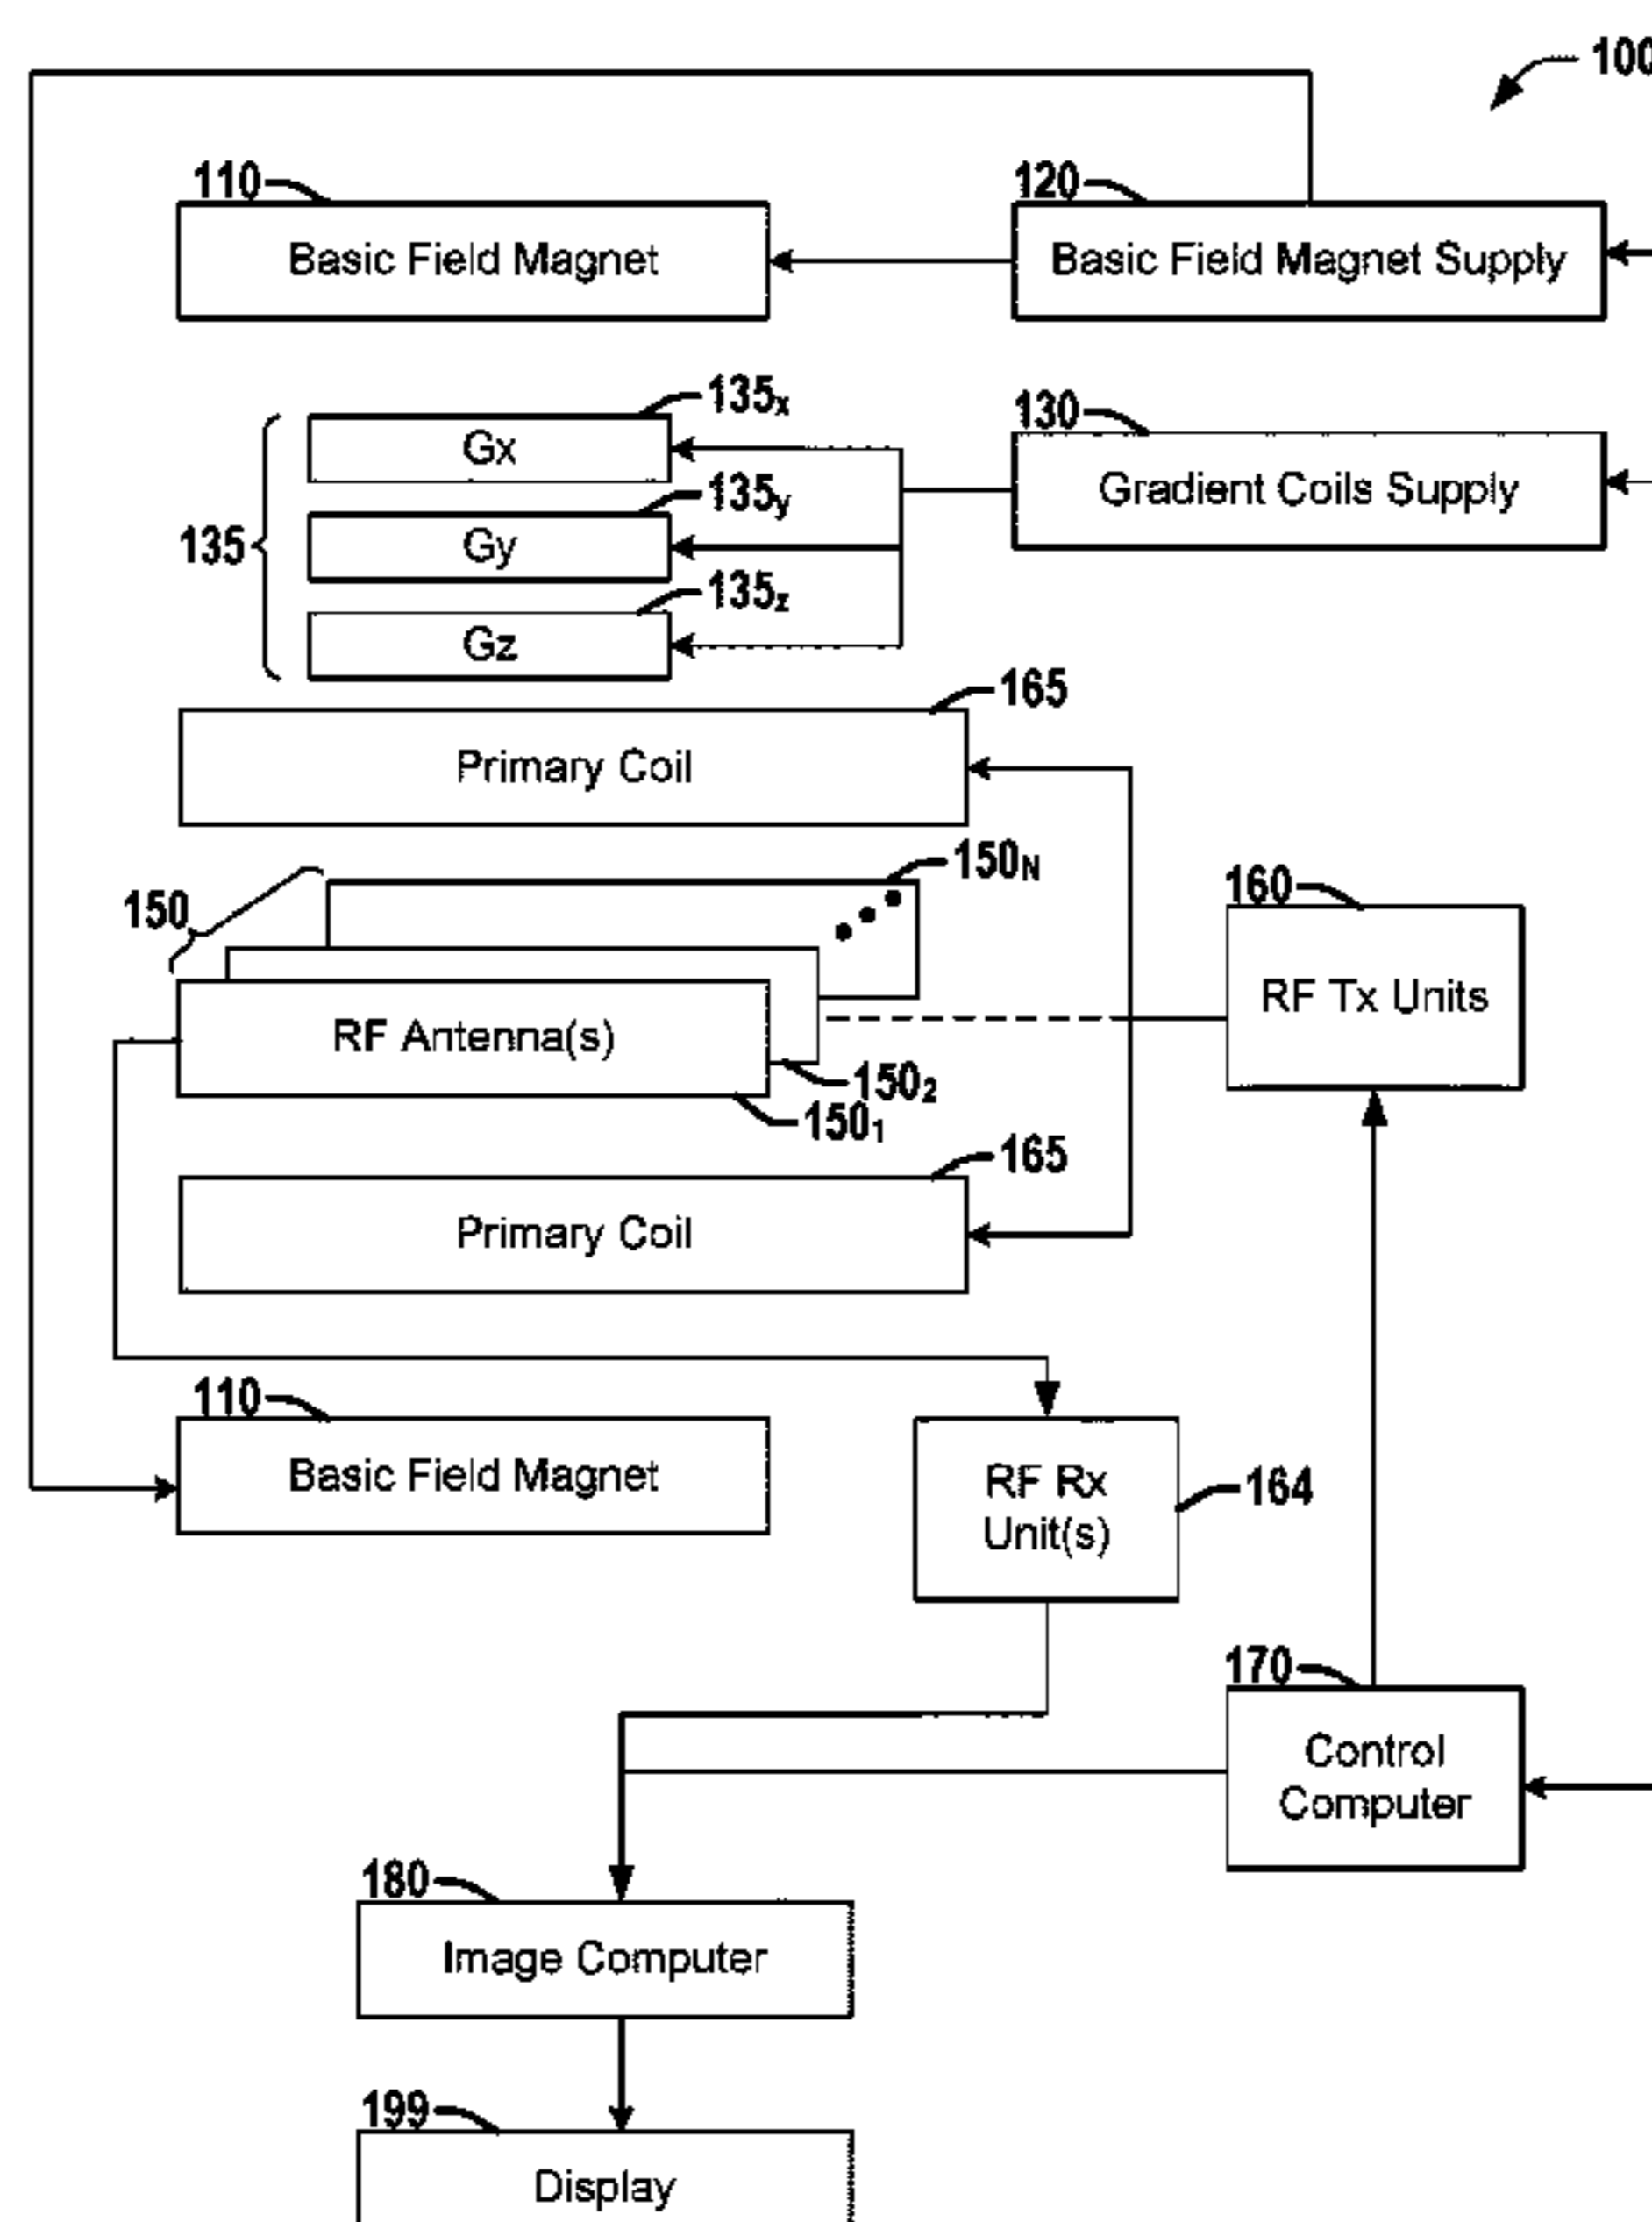 100
110
120
Basic Field Magnet
Basic Field Magnet Supply
135x
130
Gx
Gradient Coils Supply
135y
135
Gy
135z
Gz
165
Primary Coil
150N
150
160
RF Tx Units
RF Antenna(s)
1502
1501
165
Primary Coil
110
Basic Field Magnet
RF Rx
Unit(s)
164
170
Control
Computer
180
Image Computer
199
Display